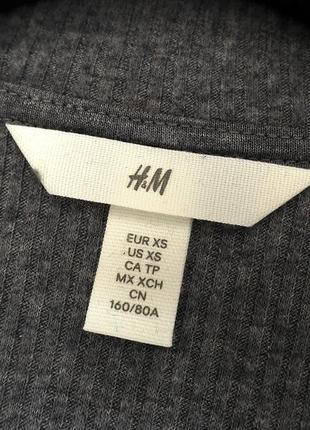 H&M
EUR XS
US XS
CA TP
MX XCH
CN
160/80A